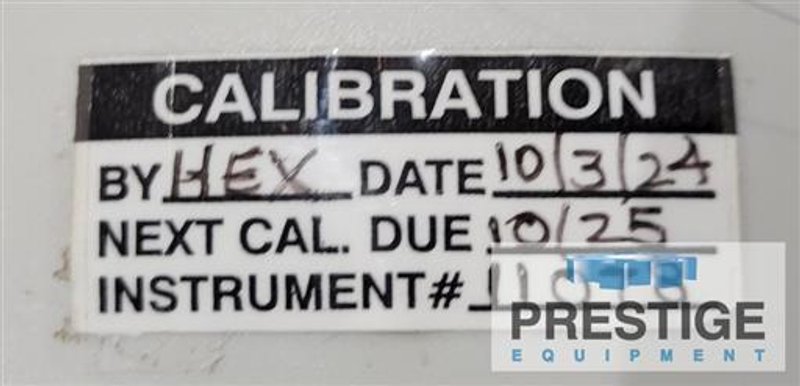 CALIBRATION
BY HEX DATE 10/3/24
NEXT CAL. DUE 10/25
INSTRUMENT#
PRESTIGE
EQUIPMENT